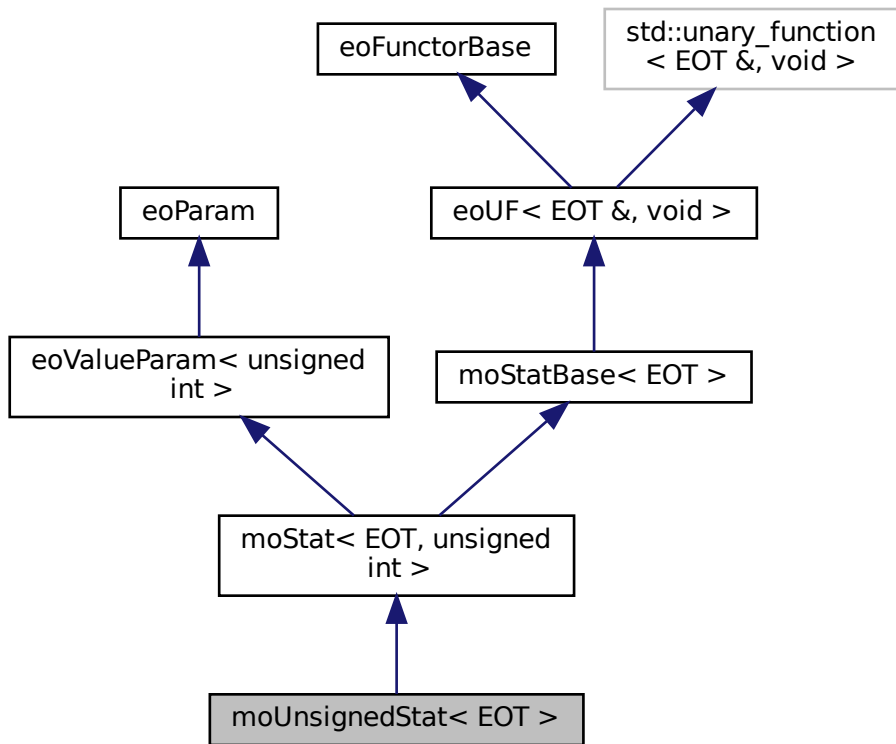 eoFunctorBase
std::unary_function
< EOT &, void >
eoParam
eoUF< EOT &, void >
eoValueParam< unsigned
int >
moStatBase< EOT >
moStat< EOT, unsigned
int >
moUnsignedStat< EOT >